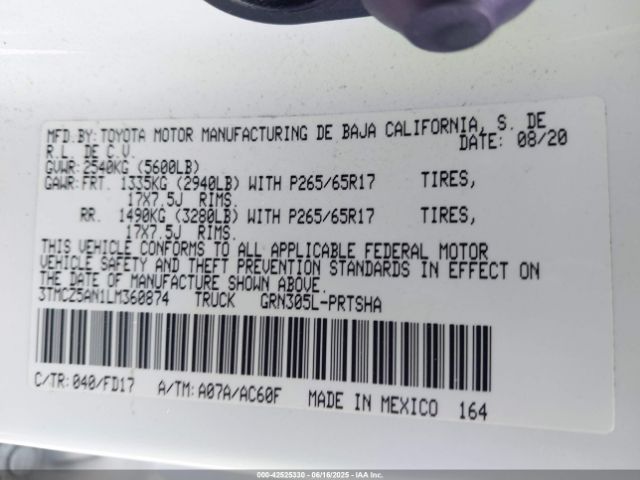 MFD.BY:TOYOTA MOTOR MANUFACTURING DE BAJA CALIFORNIA, S. DE
R.L. DE C.V. DATE: 08/20
GVWR:2540KG (5600LB)
GAWR:FRT. 1335KG (2940LB) WITH P265/65R17 TIRES,
17X7.5J RIMS.
RR. 1490KG (3280LB) WITH P265/65R17 TIRES,
17X7.5J RIMS.
THIS VEHICLE CONFORMS TO ALL APPLICABLE FEDERAL MOTOR
VEHICLE SAFETY AND THEFT PREVENTION STANDARDS IN EFFECT ON
THE DATE OF MANUFACTURE SHOWN ABOVE.
3TMCZ5AN1LM360874 TRUCK GRN305L-PRTSHA
C/TR:040/FD17 A/TM:A07A/AC60F MADE IN MEXICO 164
000-42525330 - 06/16/2025 - IAA, Inc.